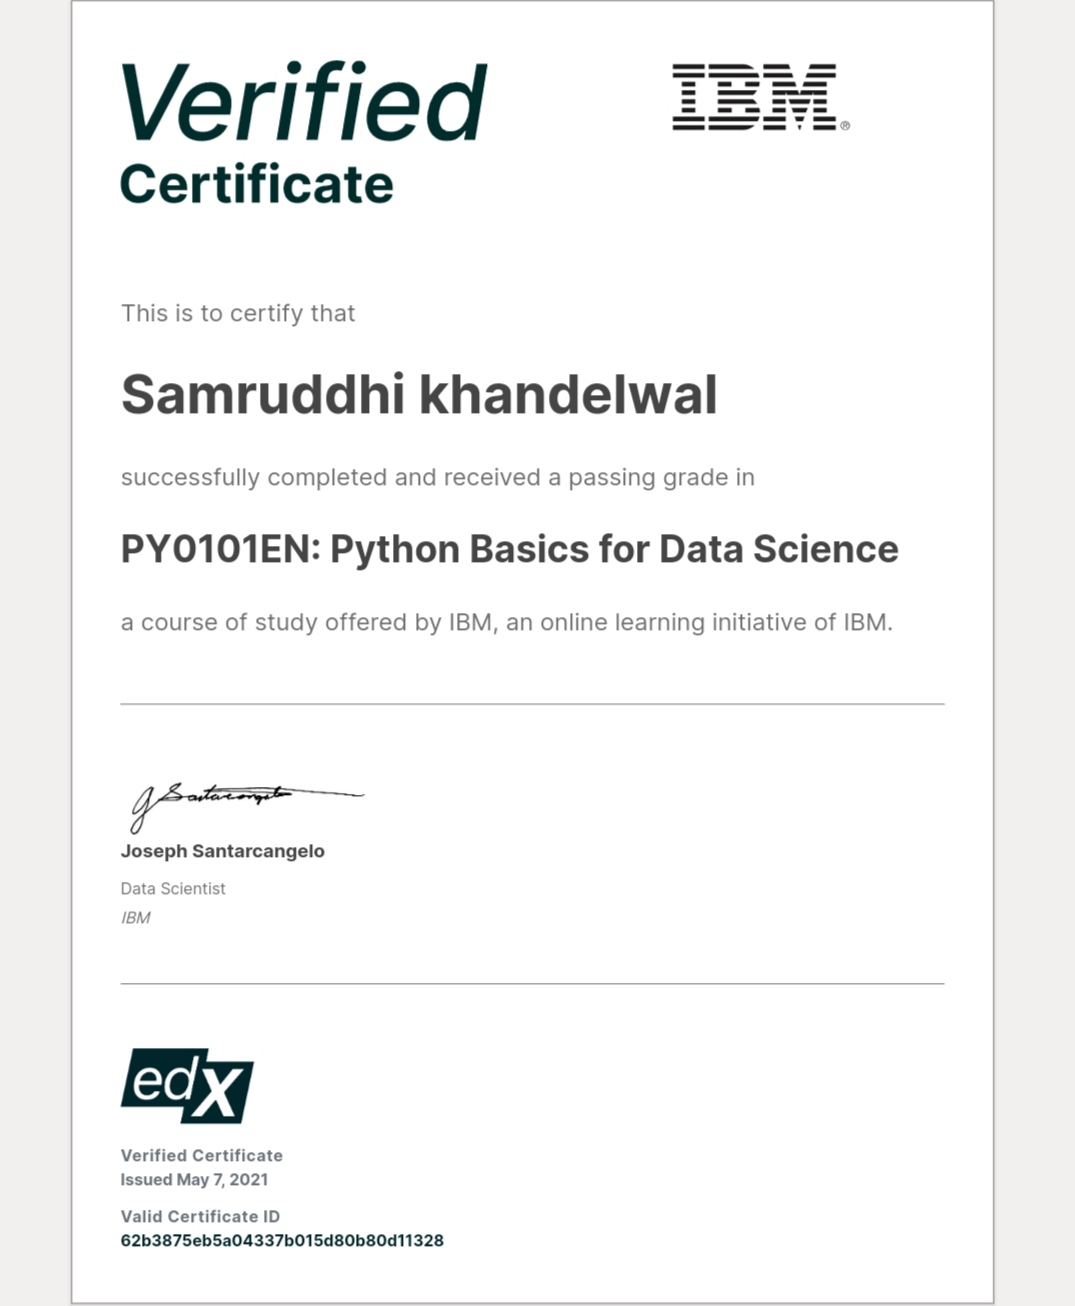 Verified
IBM®
Certificate
This is to certify that
Samruddhi khandelwal
successfully completed and received a passing grade in
PY0101EN: Python Basics for Data Science
a course of study offered by IBM, an online learning initiative of IBM.
J Santarcangelo
Joseph Santarcangelo
Data Scientist
IBM
edX
Verified Certificate
Issued May 7, 2021
Valid Certificate ID
62b3875eb5a04337b015d80b80d11328